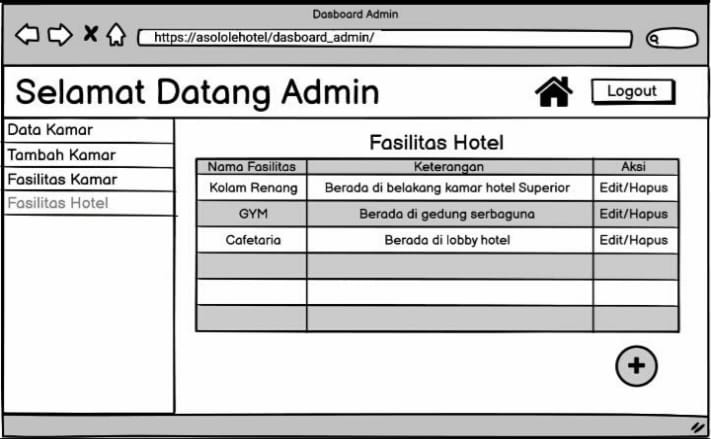 Dasboard Admin
https://asololehotel/dasboard_admin/
Selamat Datang Admin
Logout
Data Kamar
Tambah Kamar
Fasilitas Kamar
Fasilitas Hotel
Fasilitas Hotel
Nama Fasilitas Keterangan Aksi
Kolam Renang Berada di belakang kamar hotel Superior Edit/Hapus
GYM Berada di gedung serbaguna Edit/Hapus
Cafetaria Berada di lobby hotel Edit/Hapus
+